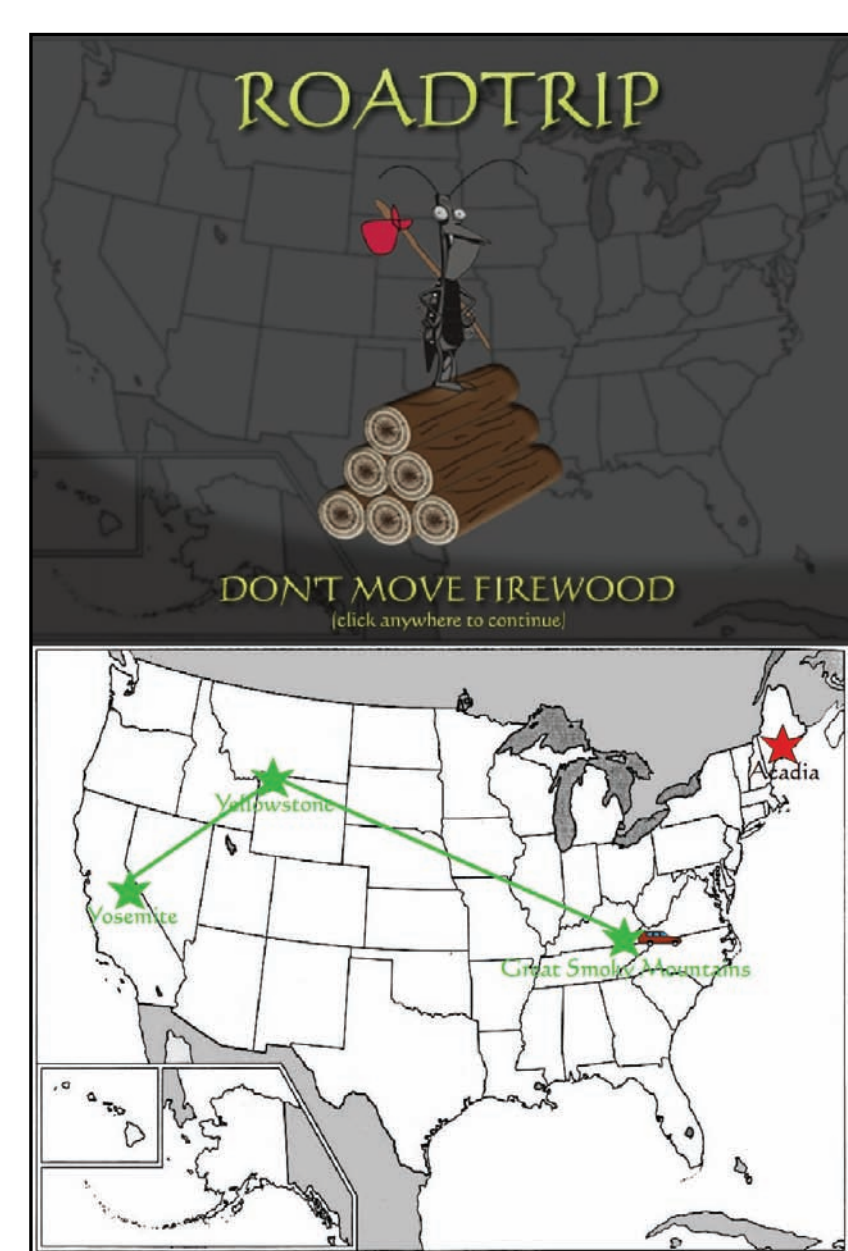 ROADTRIP
DON'T MOVE FIREWOOD
(click anywhere to continue)
Acadia
Yellowstone
Yosemite
Great Smoky Mountains